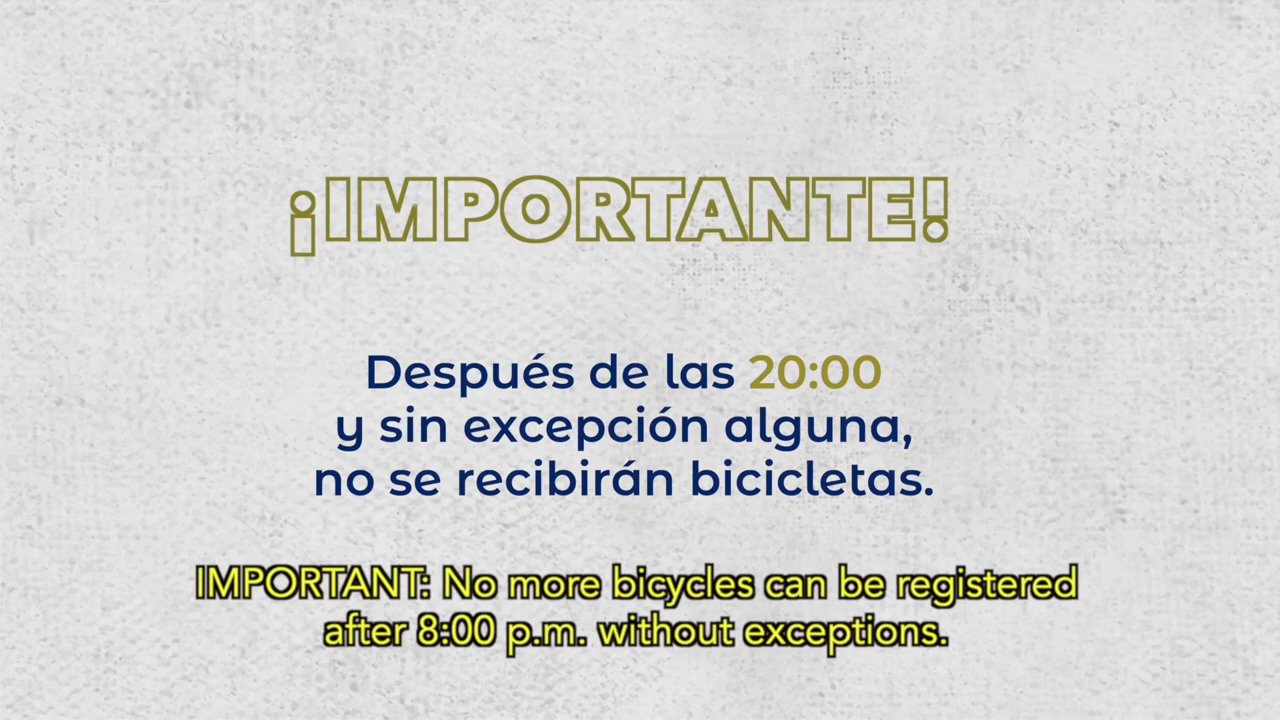 ¡IMPORTANTE!
Después de las 20:00
y sin excepción alguna,
no se recibirán bicicletas.
IMPORTANT: No more bicycles can be registered
after 8:00 p.m. without exceptions.